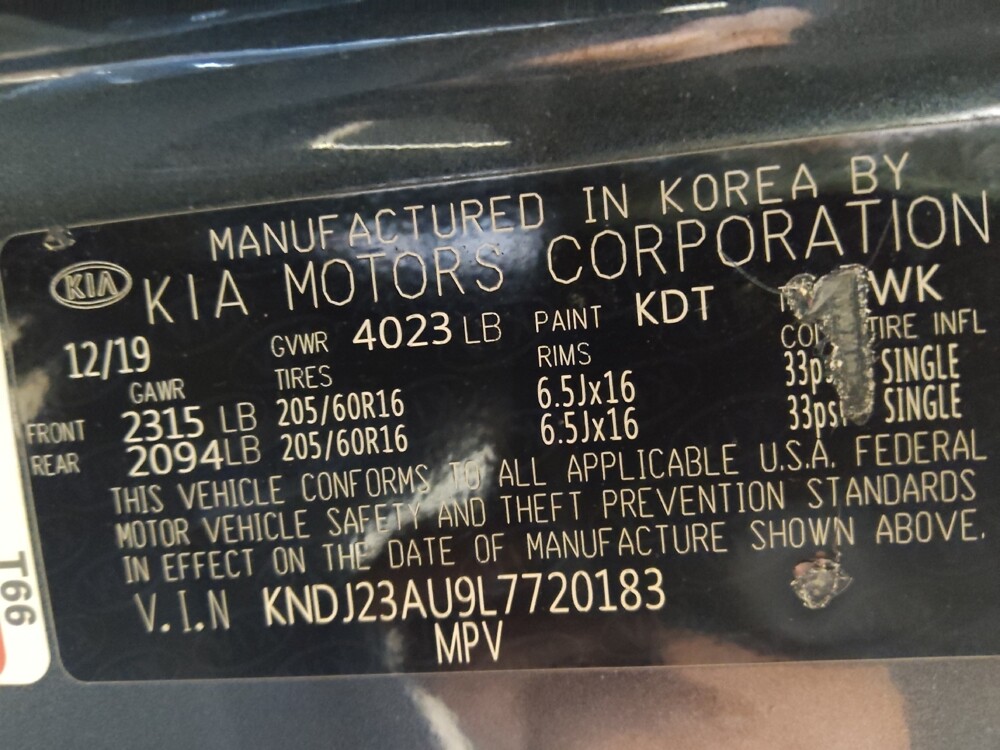 MANUFACTURED IN KOREA BY
KIA KIA MOTORS CORPORATION
12/19 GVWR 4023 LB PAINT KDT WK
GAWR TIRES RIMS TIRE INFL
FRONT 2315 LB 205/60R16 6.5Jx16 SINGLE
REAR 2094LB 205/60R16 6.5Jx16 33psi SINGLE
THIS VEHICLE CONFORMS TO ALL APPLICABLE U.S.A. FEDERAL
MOTOR VEHICLE SAFETY AND THEFT PREVENTION STANDARDS
IN EFFECT ON THE DATE OF MANUFACTURE SHOWN ABOVE.
V.I.N KNDJ23AU9L7720183
MPV
T66